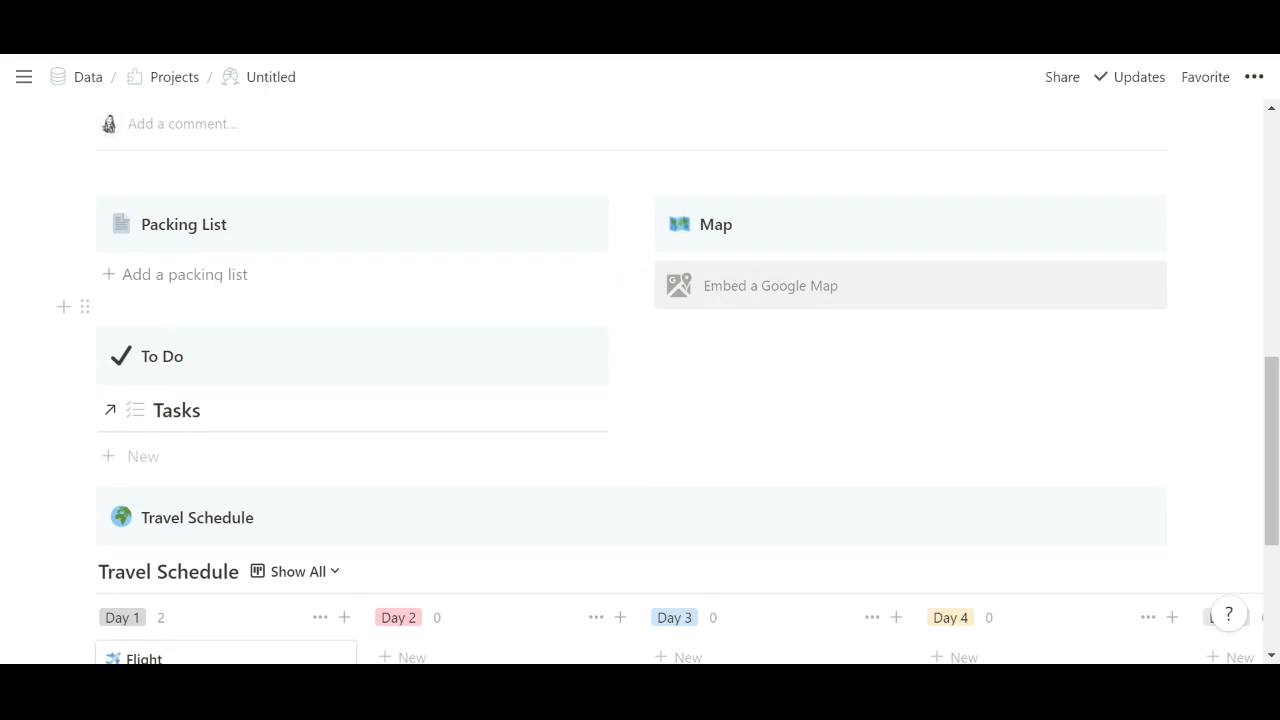 Data / Projects / Untitled
Share Updates Favorite •••
Add a comment...
Packing List
Map
+ Add a packing list
Embed a Google Map
To Do
Tasks
+ New
Travel Schedule
Travel Schedule Show All
Day 1 2 ••• + Day 2 0 ••• + Day 3 0 ••• + Day 4 0 ••• +
?
Flight + New + New + New + New